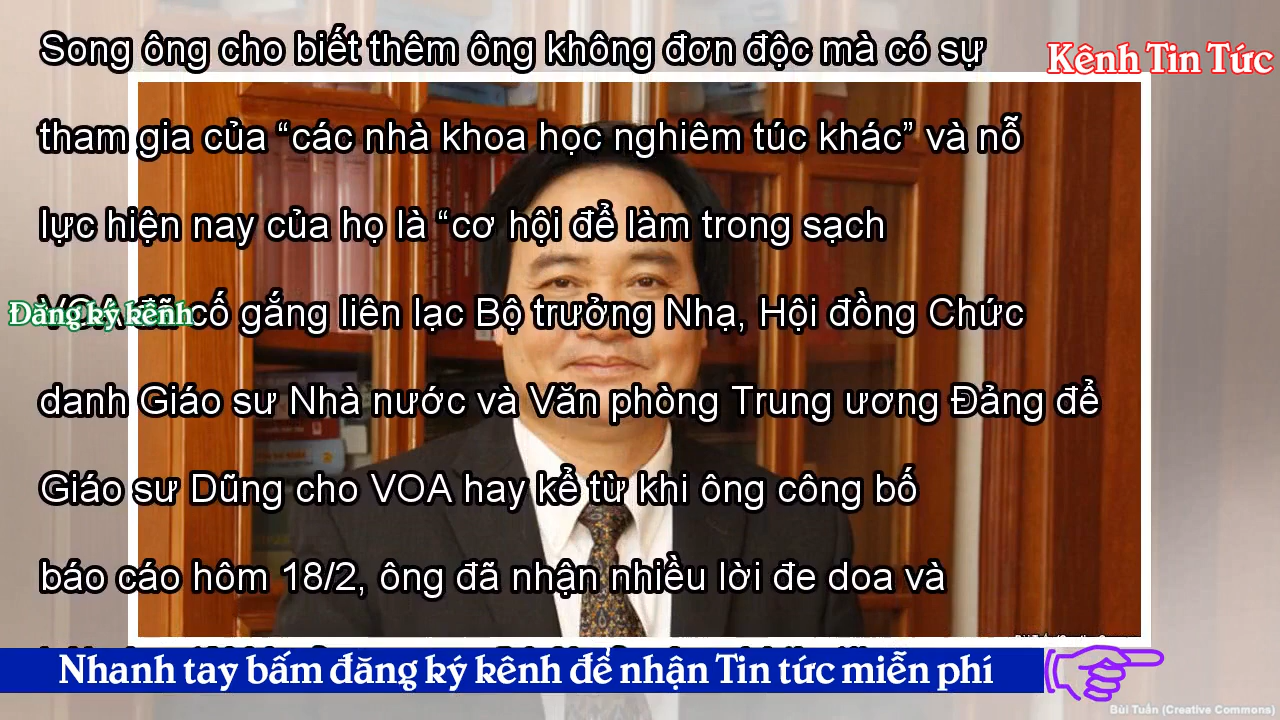 Song ông cho biết thêm ông không đơn độc mà có sự
Kênh Tin Tức
tham gia của “các nhà khoa học nghiêm túc khác” và nỗ
lực hiện nay của họ là “cơ hội để làm trong sạch
Đăng ký kênh
VOA đã cố gắng liên lạc Bộ trưởng Nhạ, Hội đồng Chức
danh Giáo sư Nhà nước và Văn phòng Trung ương Đảng để
Giáo sư Dũng cho VOA hay kể từ khi ông công bố
báo cáo hôm 18/2, ông đã nhận nhiều lời đe doa và
Nhanh tay bấm đăng ký kênh để nhận Tin tức miễn phí
Bùi Tuấn (Creative Commons)